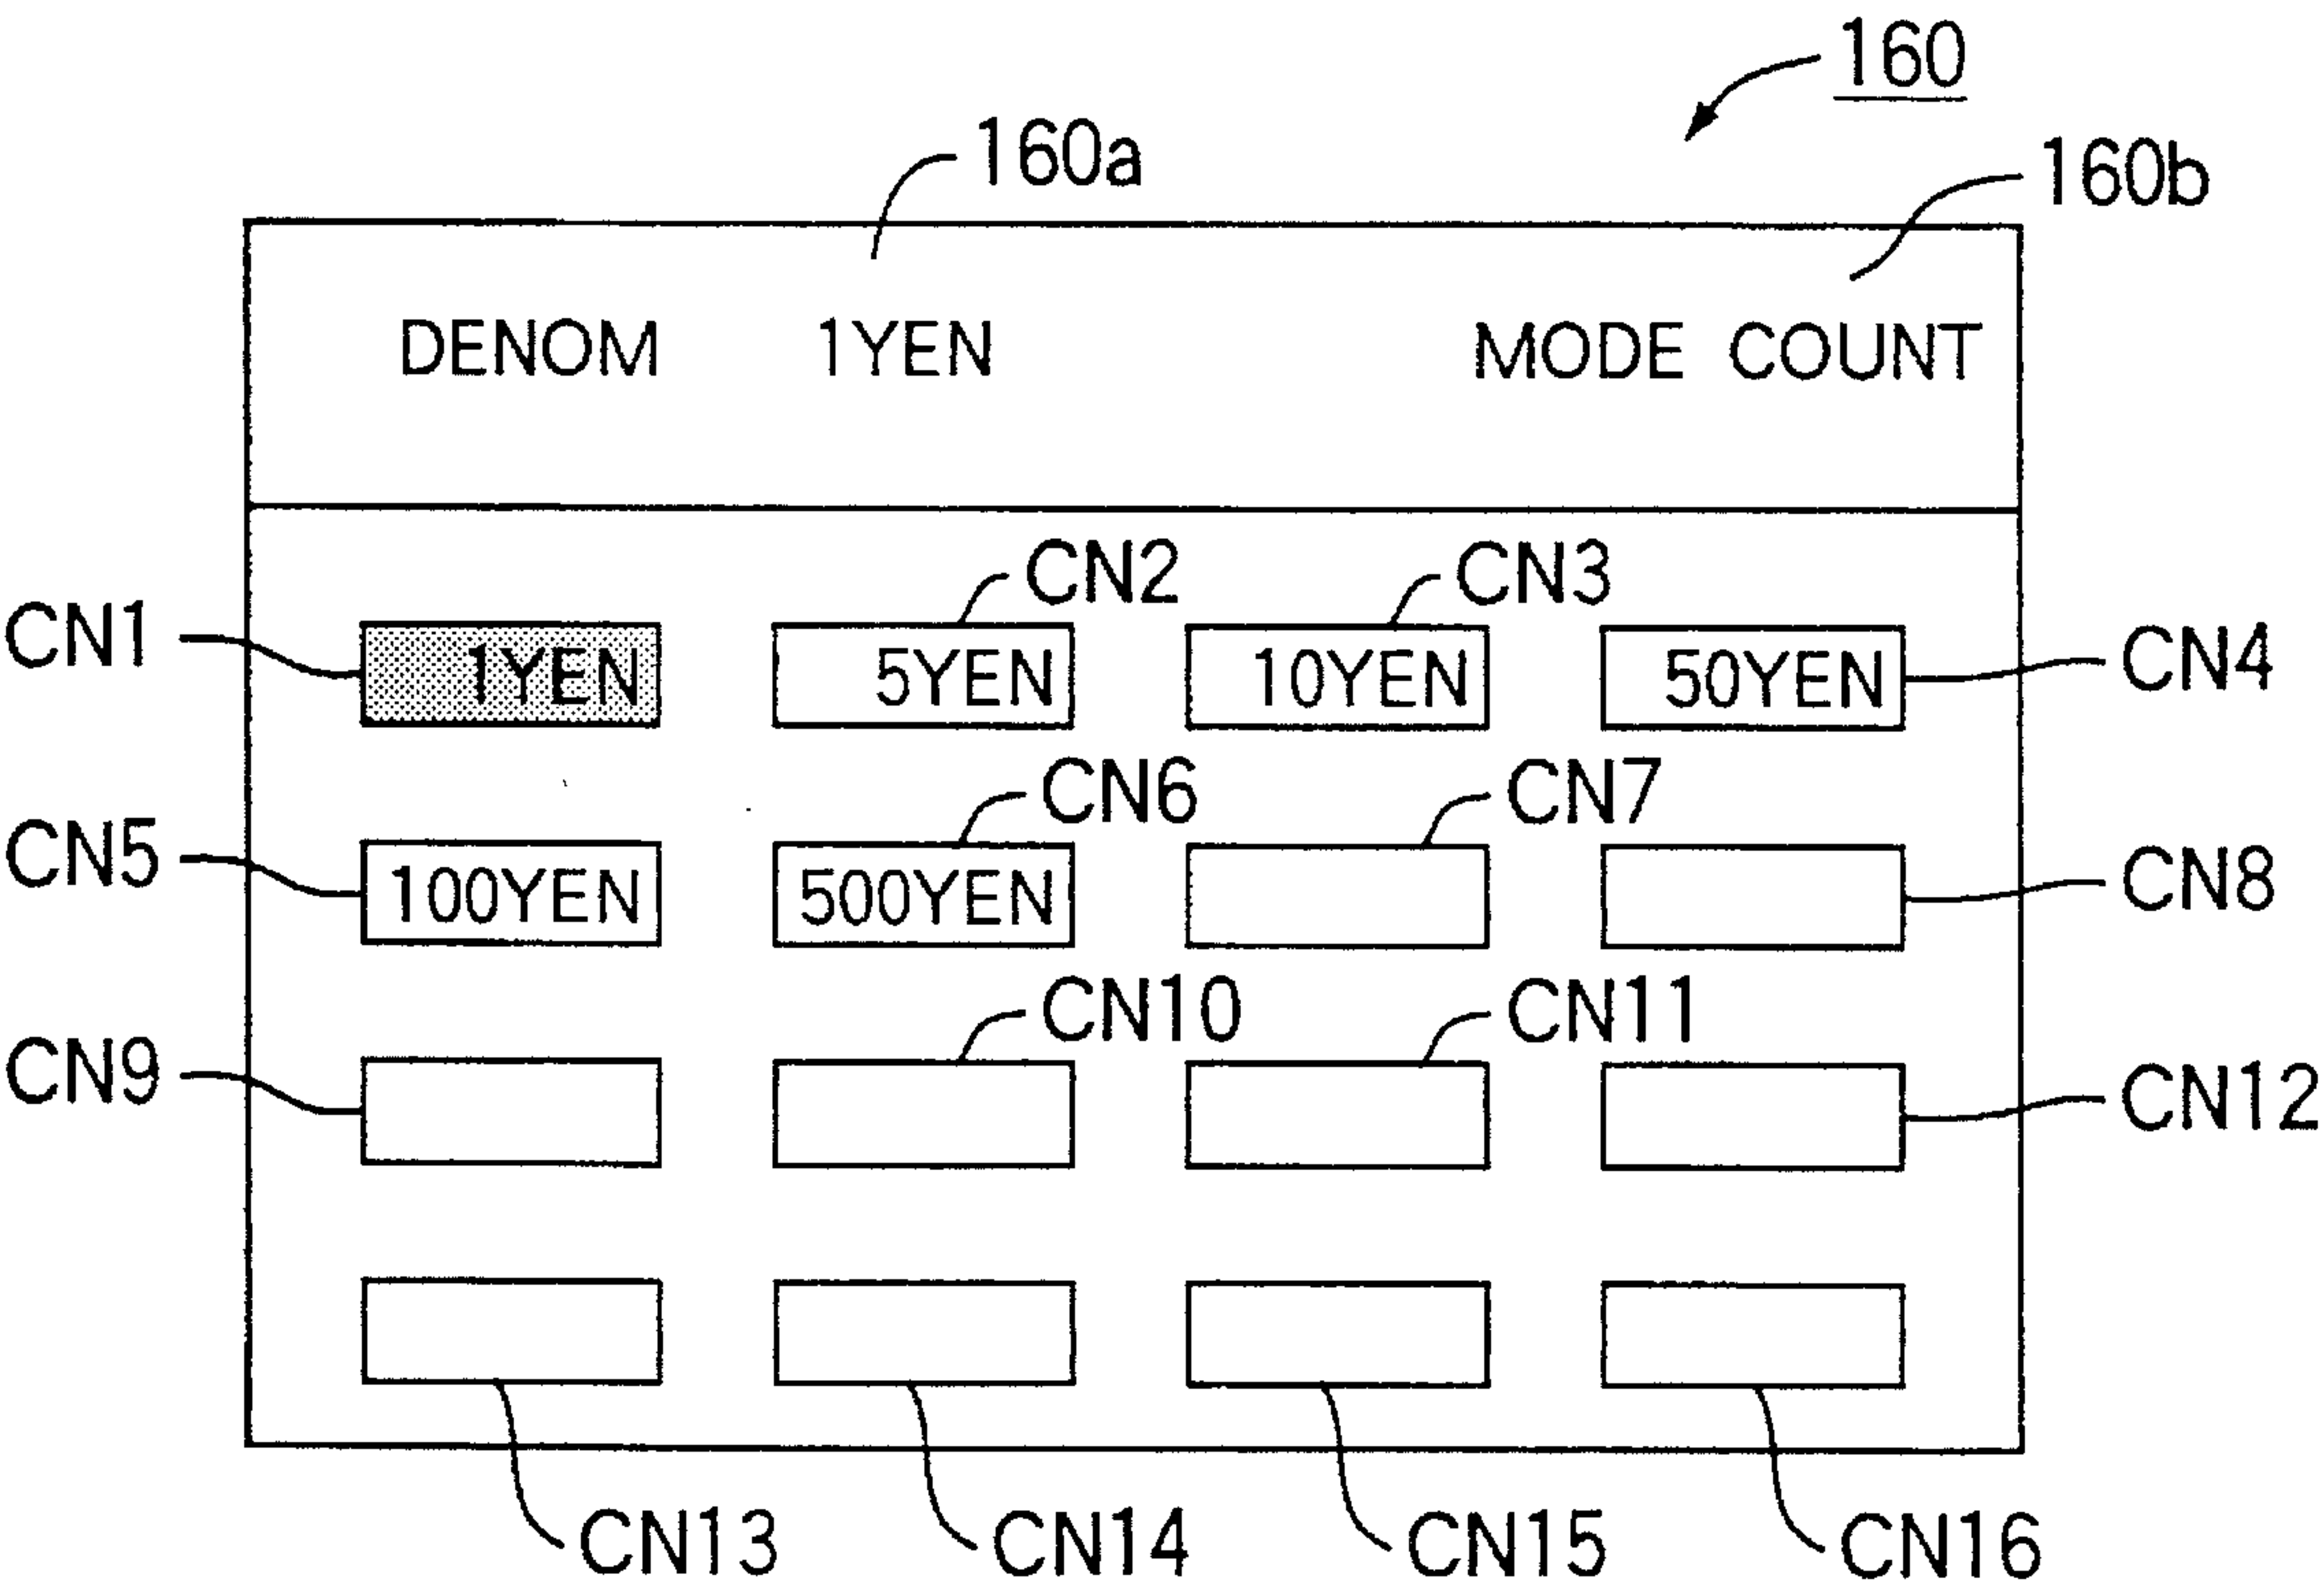 160
160a
160b
DENOM 1YEN MODE COUNT
CN2 CN3
CN1 1YEN 5YEN 10YEN 50YEN CN4
CN6 CN7
CN5 100YEN 500YEN CN8
CN10 CN11
CN9 CN12
CN13 CN14 CN15 CN16